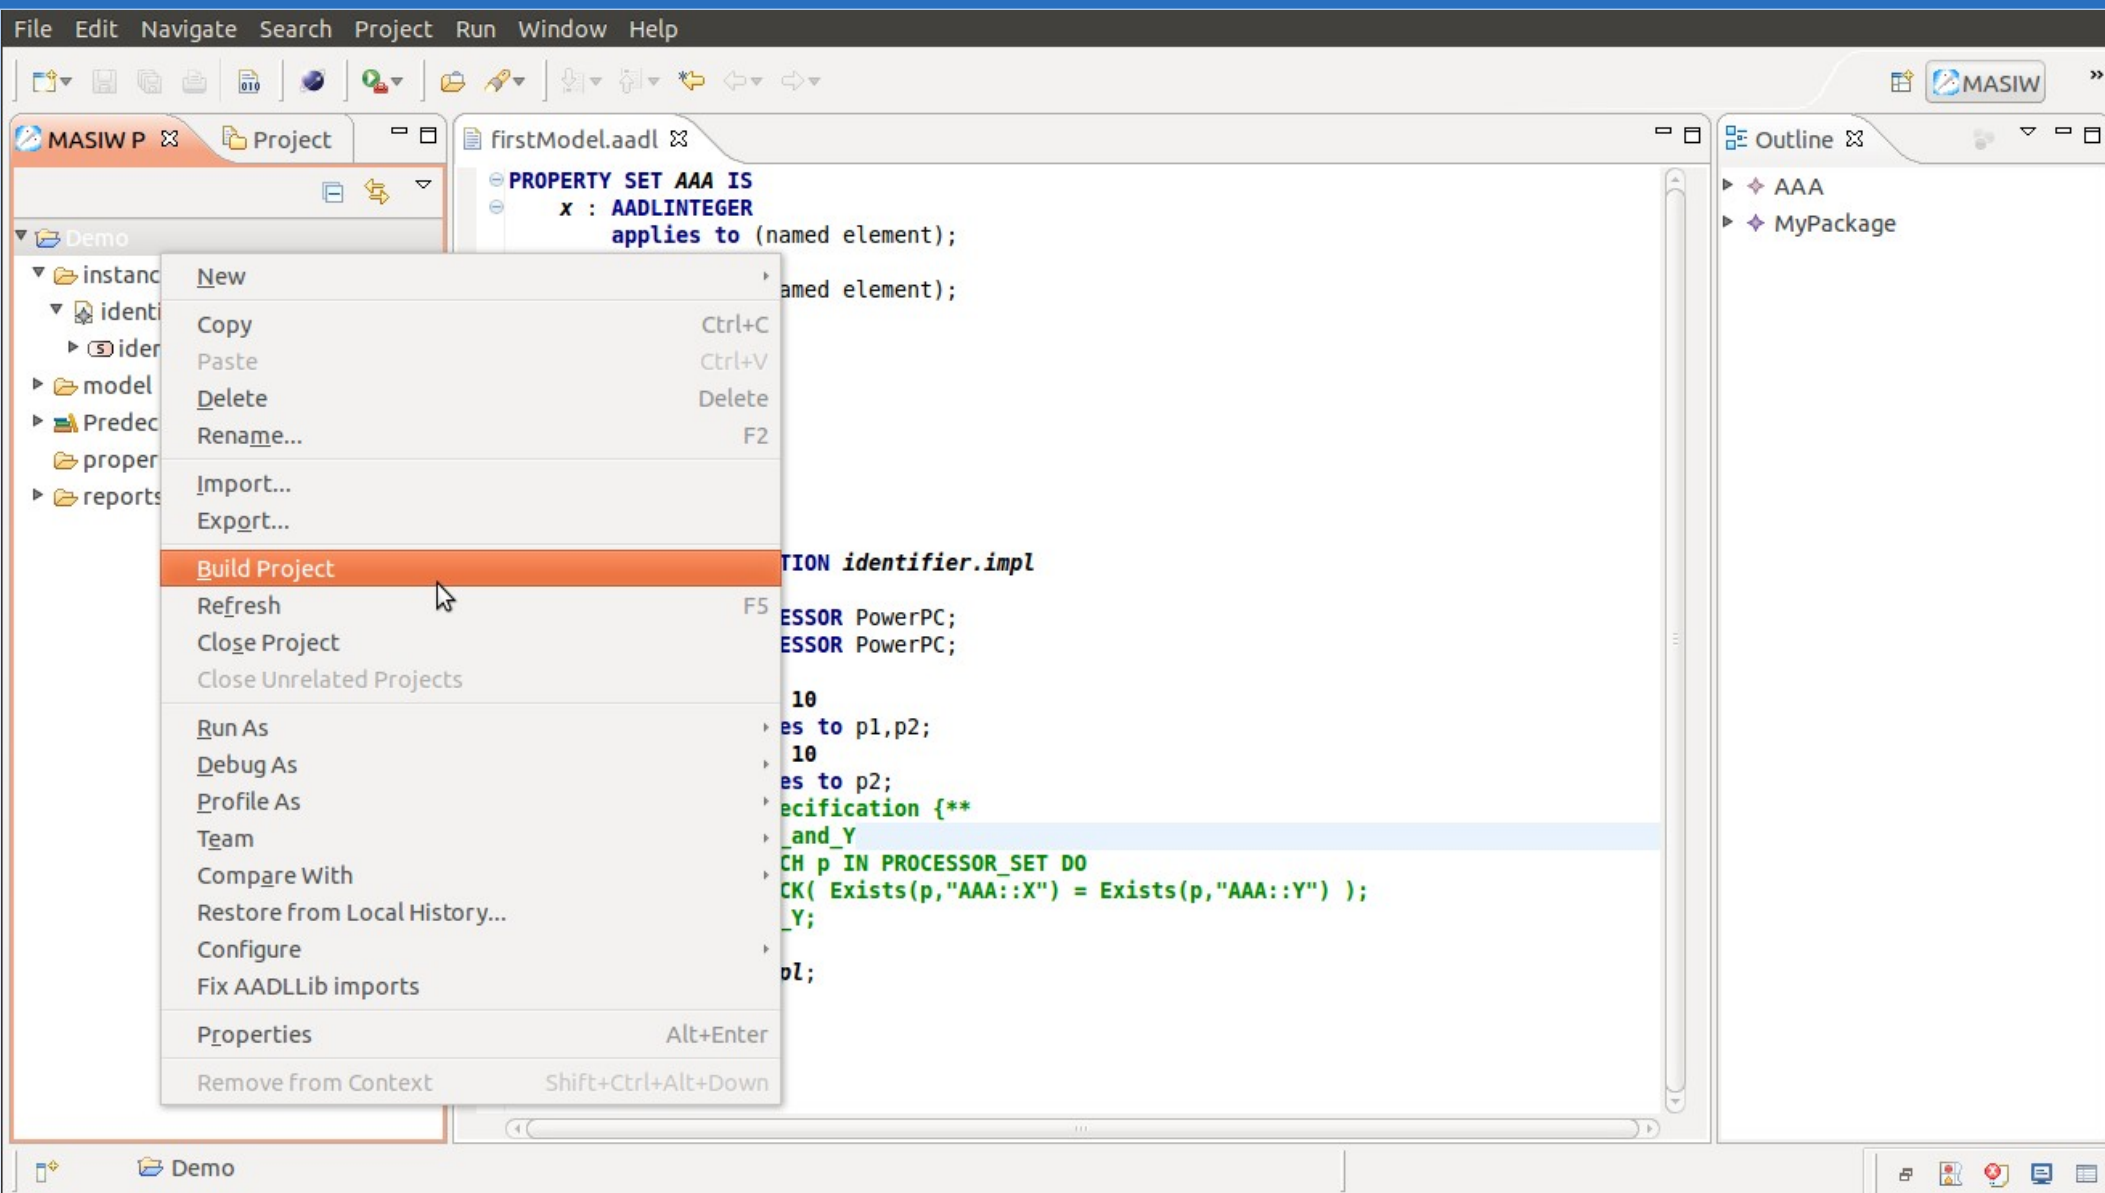 File Edit Navigate Search Project Run Window Help
MASIW
»
MASIW P
Project
firstModel.aadl
Outline
PROPERTY SET AAA IS
x : AADLINTEGER
applies to (named element);
amed element);
TION identifier.impl
ESSOR PowerPC;
ESSOR PowerPC;
10
es to p1,p2;
10
es to p2;
ecification {**
_and_Y
CH p IN PROCESSOR_SET DO
CK( Exists(p,"AAA::X") = Exists(p,"AAA::Y") );
_Y;
pl;
AAA
MyPackage
Demo
instanc
identi
S iden
model
Predec
proper
reports
New
Copy Ctrl+C
Paste Ctrl+V
Delete Delete
Rename... F2
Import...
Export...
Build Project
Refresh F5
Close Project
Close Unrelated Projects
Run As
Debug As
Profile As
Team
Compare With
Restore from Local History...
Configure
Fix AADLLib imports
Properties Alt+Enter
Remove from Context Shift+Ctrl+Alt+Down
Demo